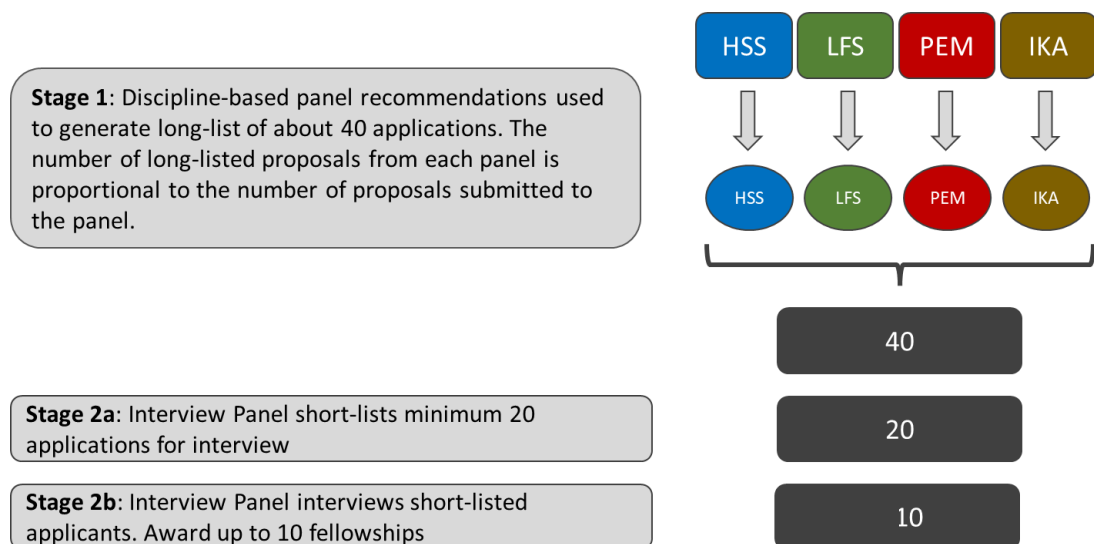 HSS LFS PEM IKA
Stage 1: Discipline-based panel recommendations used
to generate long-list of about 40 applications. The
number of long-listed proposals from each panel is
proportional to the number of proposals submitted to
the panel.
HSS LFS PEM IKA
40
Stage 2a: Interview Panel short-lists minimum 20
applications for interview
20
Stage 2b: Interview Panel interviews short-listed
applicants. Award up to 10 fellowships
10